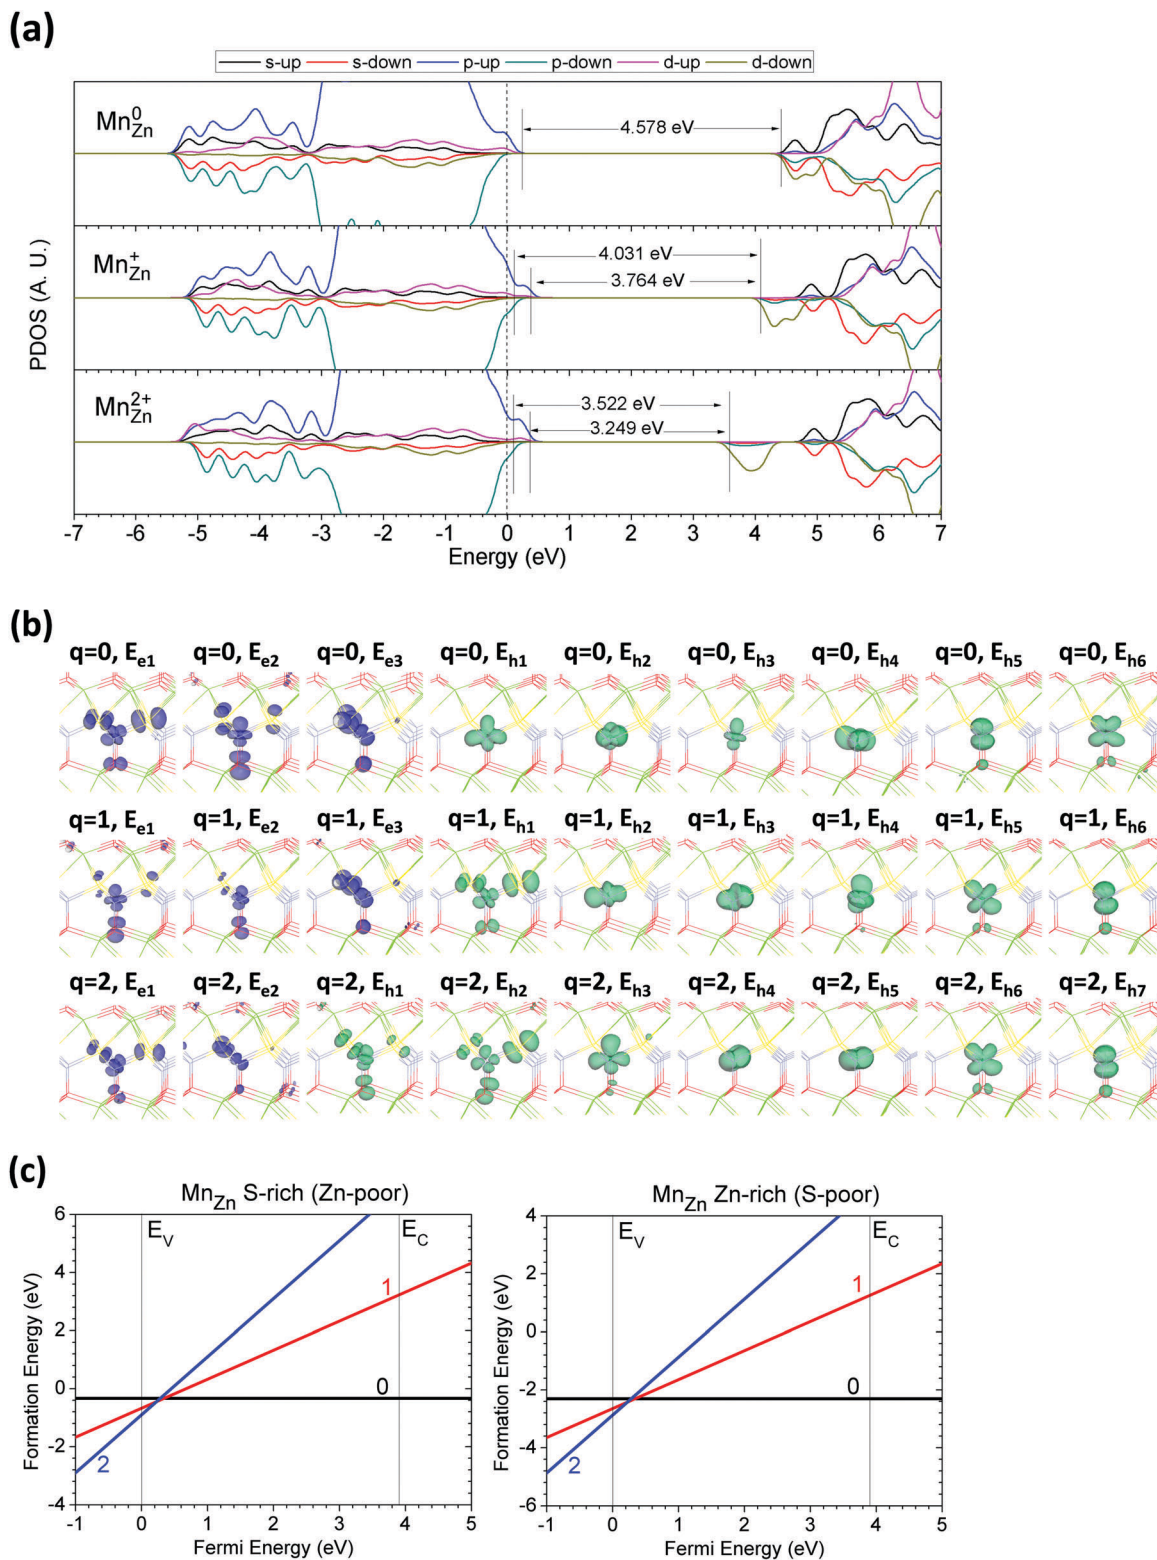 (a)
s-up s-down p-up p-down d-up d-down
Mn⁰Zn
4.578 eV
Mn⁺Zn
4.031 eV
3.764 eV
Mn²⁺Zn
3.522 eV
3.249 eV
PDOS (A. U.)
-7 -6 -5 -4 -3 -2 -1 0 1 2 3 4 5 6 7
Energy (eV)
(b)
q=0, Ee1 q=0, Ee2 q=0, Ee3 q=0, Eh1 q=0, Eh2 q=0, Eh3 q=0, Eh4 q=0, Eh5 q=0, Eh6
q=1, Ee1 q=1, Ee2 q=1, Ee3 q=1, Eh1 q=1, Eh2 q=1, Eh3 q=1, Eh4 q=1, Eh5 q=1, Eh6
q=2, Ee1 q=2, Ee2 q=2, Eh1 q=2, Eh2 q=2, Eh3 q=2, Eh4 q=2, Eh5 q=2, Eh6 q=2, Eh7
(c)
MnZn S-rich (Zn-poor)
6
4
2
0
-2
-4
Formation Energy (eV)
EV
EC
1
0
2
-1 0 1 2 3 4 5
Fermi Energy (eV)
MnZn Zn-rich (S-poor)
4
2
0
-2
-4
-6
Formation Energy (eV)
EV
EC
1
0
2
-1 0 1 2 3 4 5
Fermi Energy (eV)